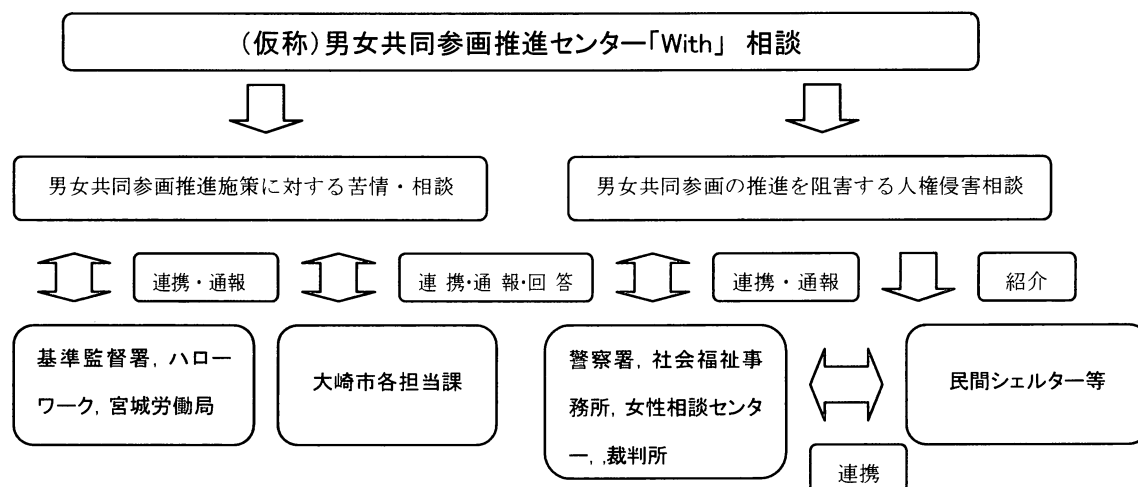 (仮称)男女共同参画推進センター「With」 相談
男女共同参画推進施策に対する苦情・相談
男女共同参画の推進を阻害する人権侵害相談
連携・通報
連 携・通 報・回 答
連携・通報
紹介
基準監督署, ハロー
ワーク, 宮城労働局
大崎市各担当課
警察署, 社会福祉事
務所, 女性相談センタ
ー, ,裁判所
民間シェルター等
連携